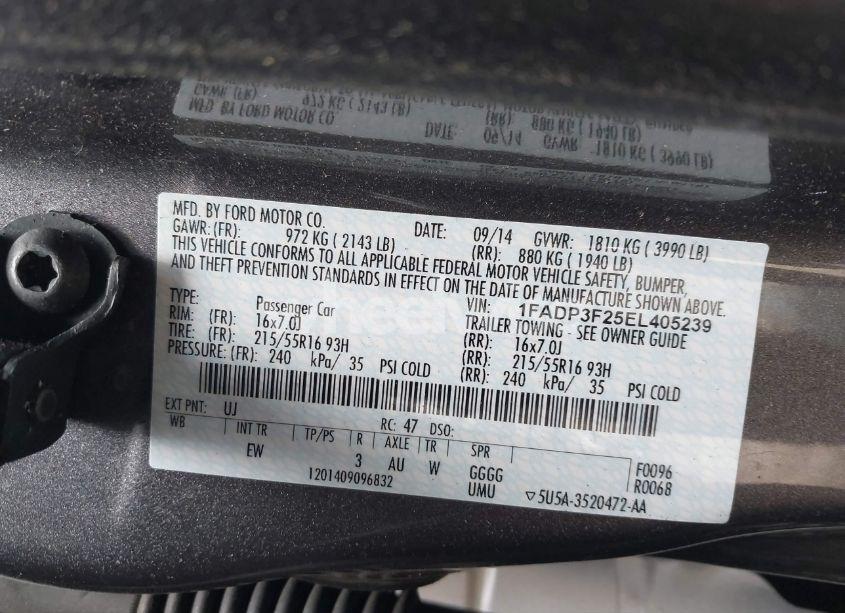 MFD. BY FORD MOTOR CO. DATE: 09/14 GVWR: 1810 KG ( 3990 LB)
GAWR: (FR): 972 KG ( 2143 LB) (RR): 880 KG ( 1940 LB)
THIS VEHICLE CONFORMS TO ALL APPLICABLE FEDERAL MOTOR VEHICLE SAFETY, BUMPER,
AND THEFT PREVENTION STANDARDS IN EFFECT ON THE DATE OF MANUFACTURE SHOWN ABOVE.
VIN: 1FADP3F25EL405239
TYPE: Passenger Car TRAILER TOWING - SEE OWNER GUIDE
RIM: (FR): 16x7.0J (RR): 16x7.0J
TIRE: (FR): 215/55R16 93H (RR): 215/55R16 93H
PRESSURE: (FR): 240 kPa/ 35 PSI COLD (RR): 240 kPa/ 35 PSI COLD
EXT PNT: UJ RC: 47 DSO:
WB INT TR TP/PS R AXLE TR SPR
EW 3 AU W GGGG F0096
1201409096832 UMU R0068
▽5U5A-3520472-AA